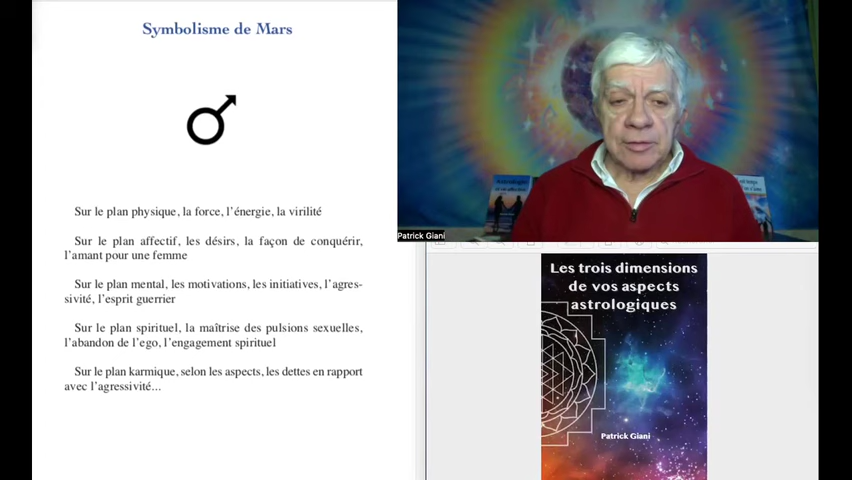 Symbolisme de Mars
Sur le plan physique, la force, l'énergie, la virilité
Sur le plan affectif, les désirs, la façon de conquérir,
l'amant pour une femme
Sur le plan mental, les motivations, les initiatives, l'agres-
sivité, l'esprit guerrier
Sur le plan spirituel, la maîtrise des pulsions sexuelles,
l'abandon de l'ego, l'engagement spirituel
Sur le plan karmique, selon les aspects, les dettes en rapport
avec l'agressivité...
Patrick Giani
Les trois dimensions
de vos aspects
astrologiques
Patrick Giani